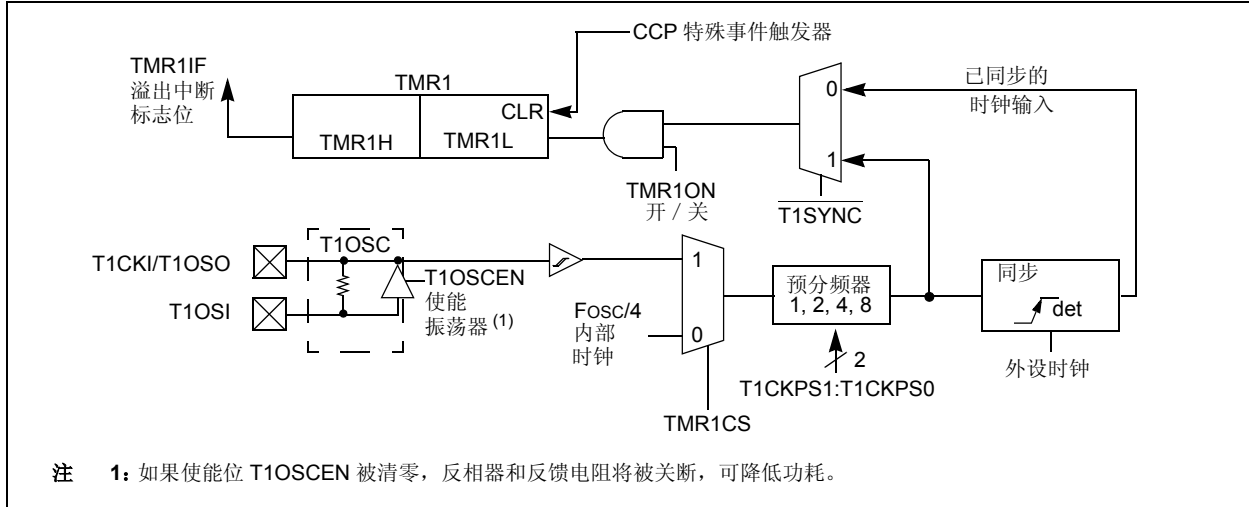 CCP 特殊事件触发器
TMR1IF
溢出中断
标志位
TMR1
CLR
TMR1H
TMR1L
0
已同步的
时钟输入
1
TMR1ON
开 / 关
T1SYNC
T1OSC
T1CKI/T1OSO
T1OSI
T1OSCEN
使能
振荡器 (1)
1
FOSC/4
内部
时钟
0
预分频器
1, 2, 4, 8
同步
det
2
外设时钟
T1CKPS1:T1CKPS0
TMR1CS
注 1: 如果使能位 T1OSCEN 被清零，反相器和反馈电阻将被关断，可降低功耗。